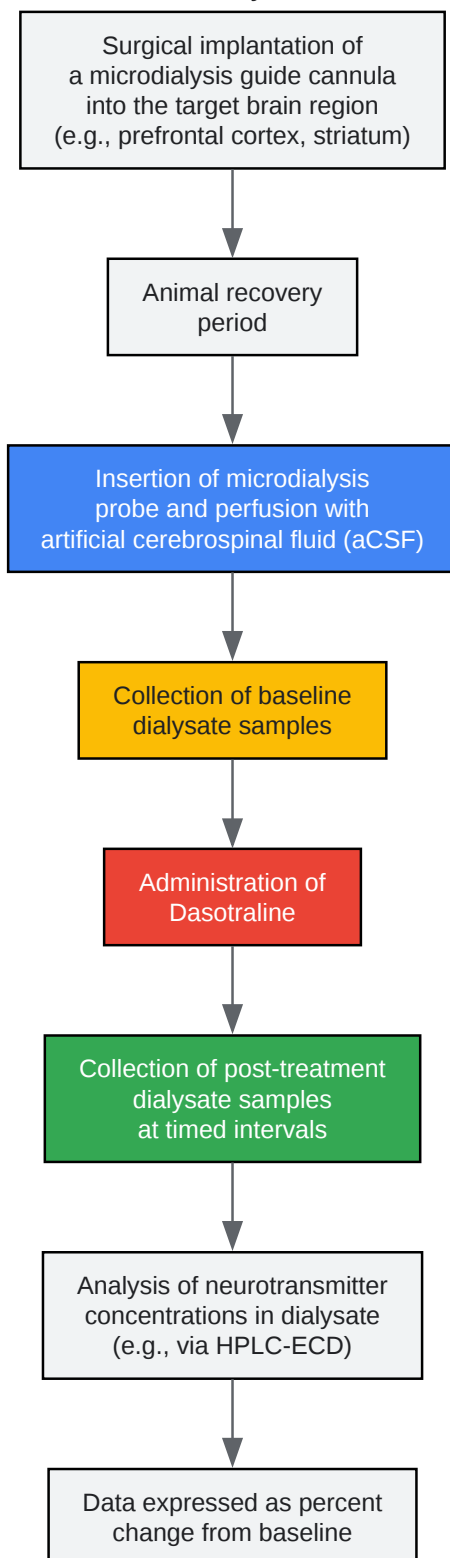 Surgical implantation of
a microdialysis guide cannula
into the target brain region
(e.g., prefrontal cortex, striatum)
Animal recovery
period
Insertion of microdialysis
probe and perfusion with
artificial cerebrospinal fluid (aCSF)
Collection of baseline
dialysate samples
Administration of
Dasotraline
Collection of post-treatment
dialysate samples
at timed intervals
Analysis of neurotransmitter
concentrations in dialysate
(e.g., via HPLC-ECD)
Data expressed as percent
change from baseline